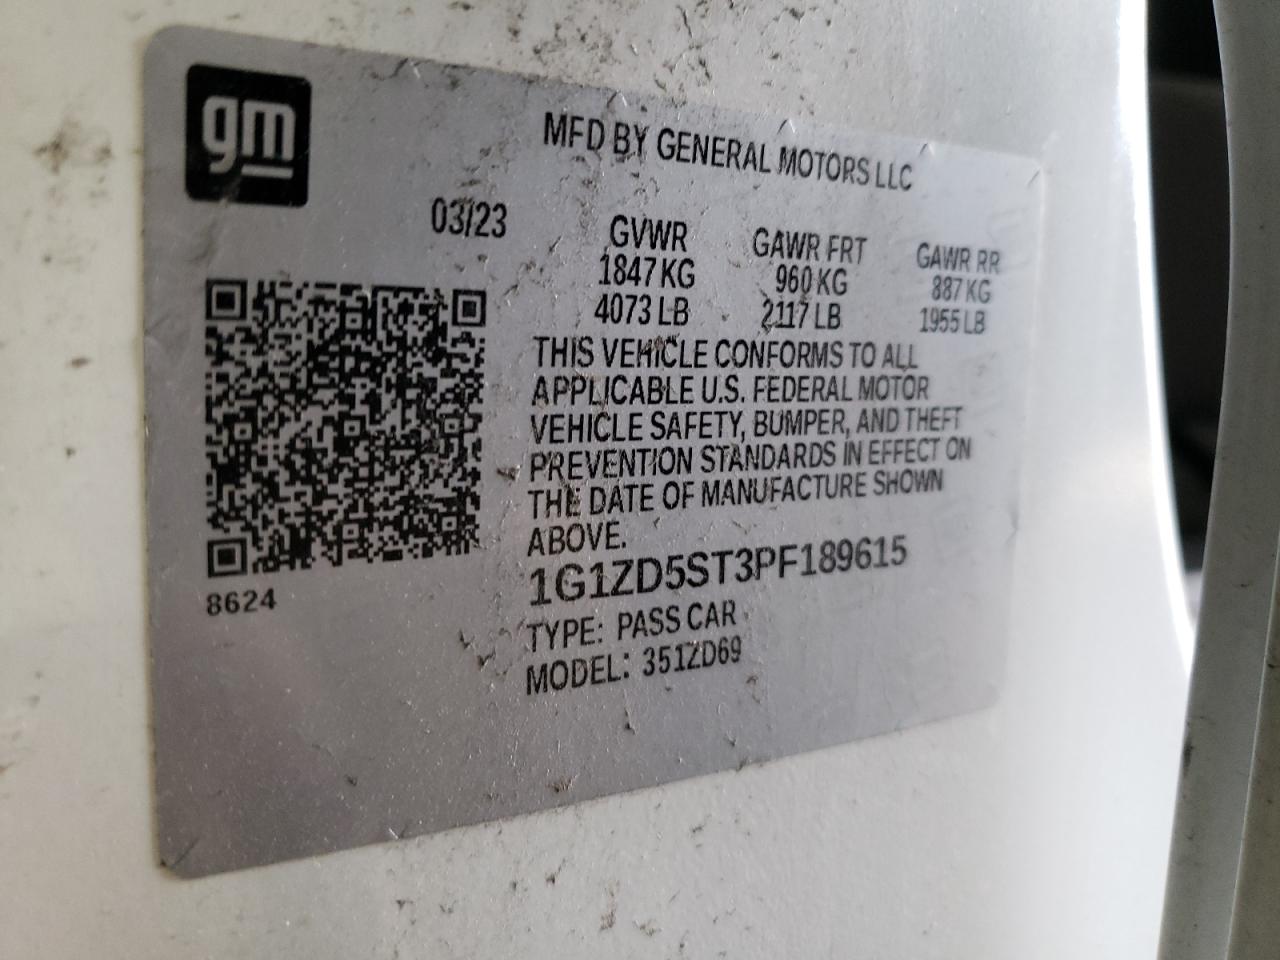 gm
MFD BY GENERAL MOTORS LLC
03/23
GVWR GAWR FRT GAWR RR
1847 KG 960 KG 887 KG
4073 LB 2117 LB 1955 LB
THIS VEHICLE CONFORMS TO ALL
APPLICABLE U.S. FEDERAL MOTOR
VEHICLE SAFETY, BUMPER, AND THEFT
PREVENTION STANDARDS IN EFFECT ON
THE DATE OF MANUFACTURE SHOWN
ABOVE.
1G1ZD5ST3PF189615
8624
TYPE: PASS CAR
MODEL: 351ZD69